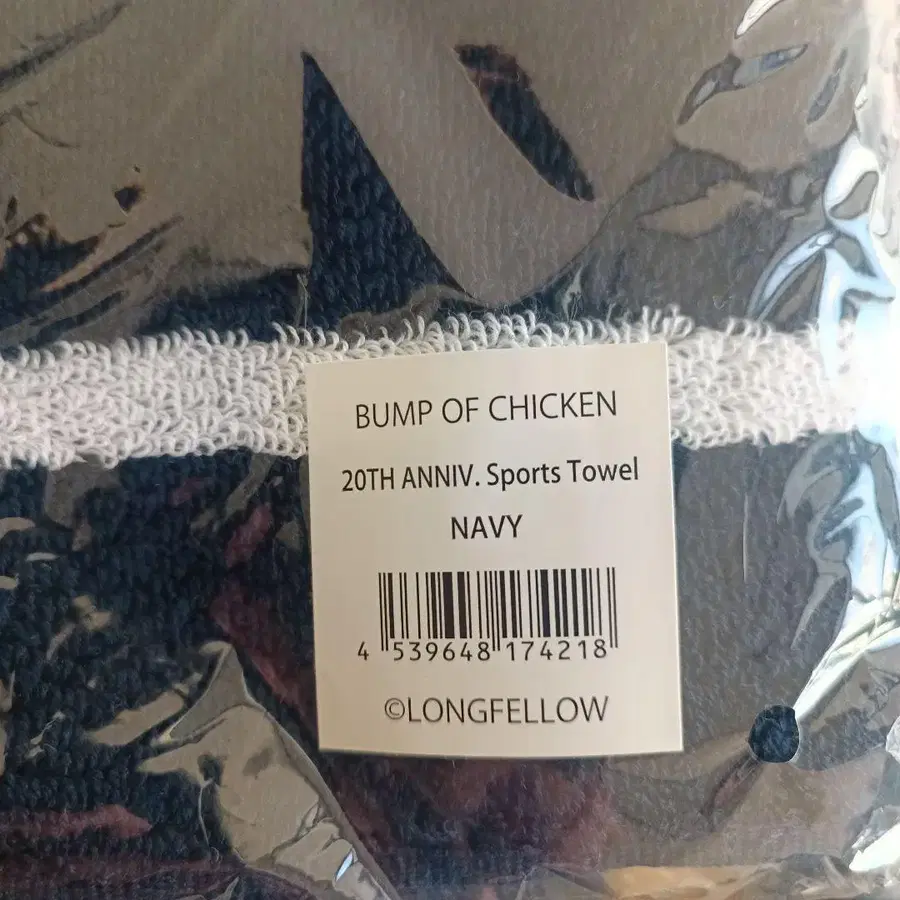 BUMP OF CHICKEN
20TH ANNIV. Sports Towel
NAVY
4 539648 174218
©LONGFELLOW